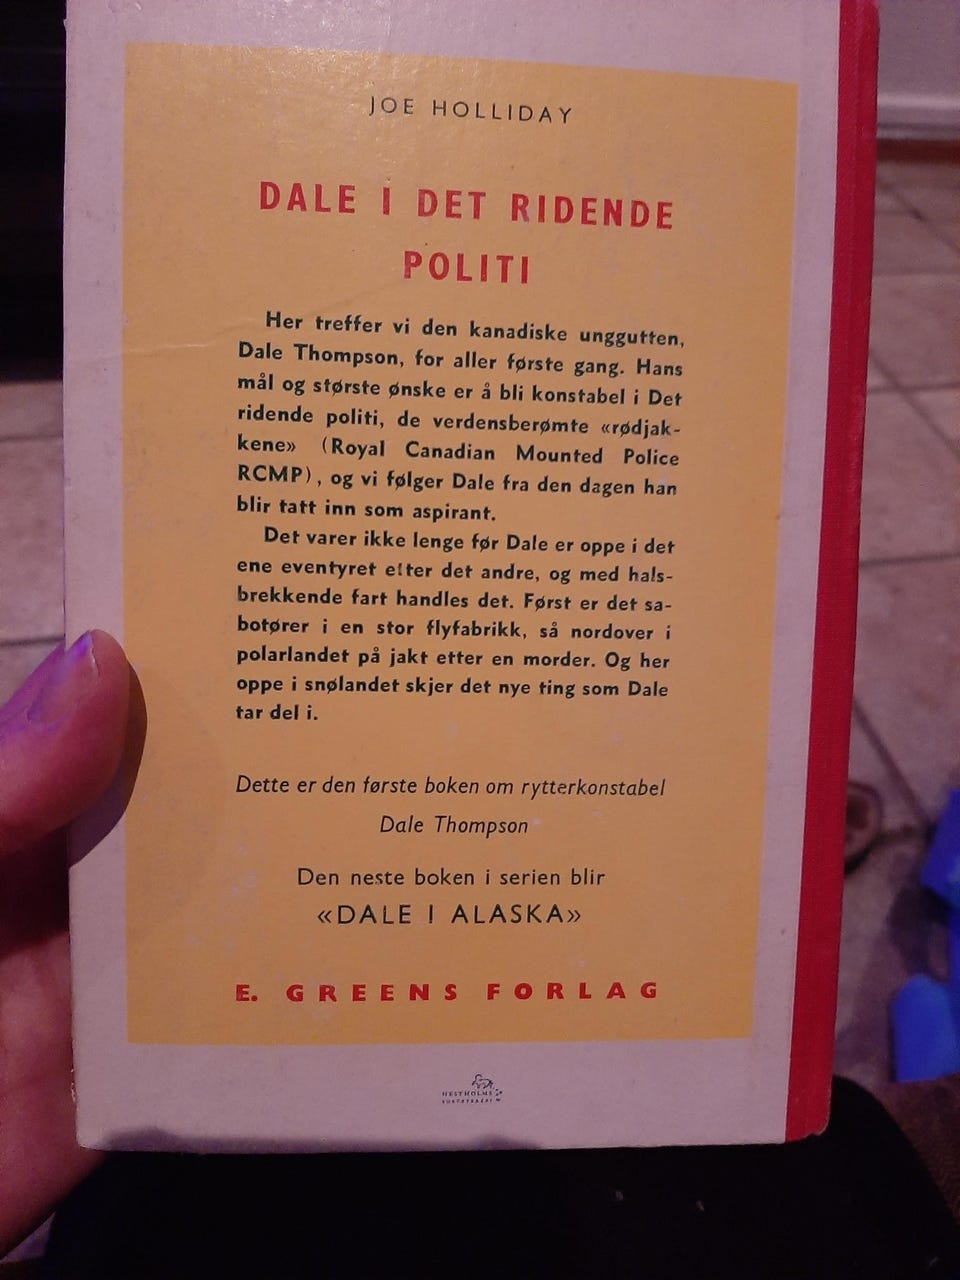 JOE HOLLIDAY
DALE I DET RIDENDE
POLITI
Her treffer vi den kanadiske unggutten,
Dale Thompson, for aller første gang. Hans
mål og største ønske er å bli konstabel i Det
ridende politi, de verdensberømte «rødjak-
kene» (Royal Canadian Mounted Police
RCMP), og vi følger Dale fra den dagen han
blir tatt inn som aspirant.
Det varer ikke lenge før Dale er oppe i det
ene eventyret etter det andre, og med hals-
brekkende fart handles det. Først er det sa-
botører i en stor flyfabrikk, så nordover i
polarlandet på jakt etter en morder. Og her
oppe i snølandet skjer det nye ting som Dale
tar del i.
Dette er den første boken om rytterkonstabel
Dale Thompson
Den neste boken i serien blir
«DALE I ALASKA»
E. GREENS FORLAG
HESTHOLMS